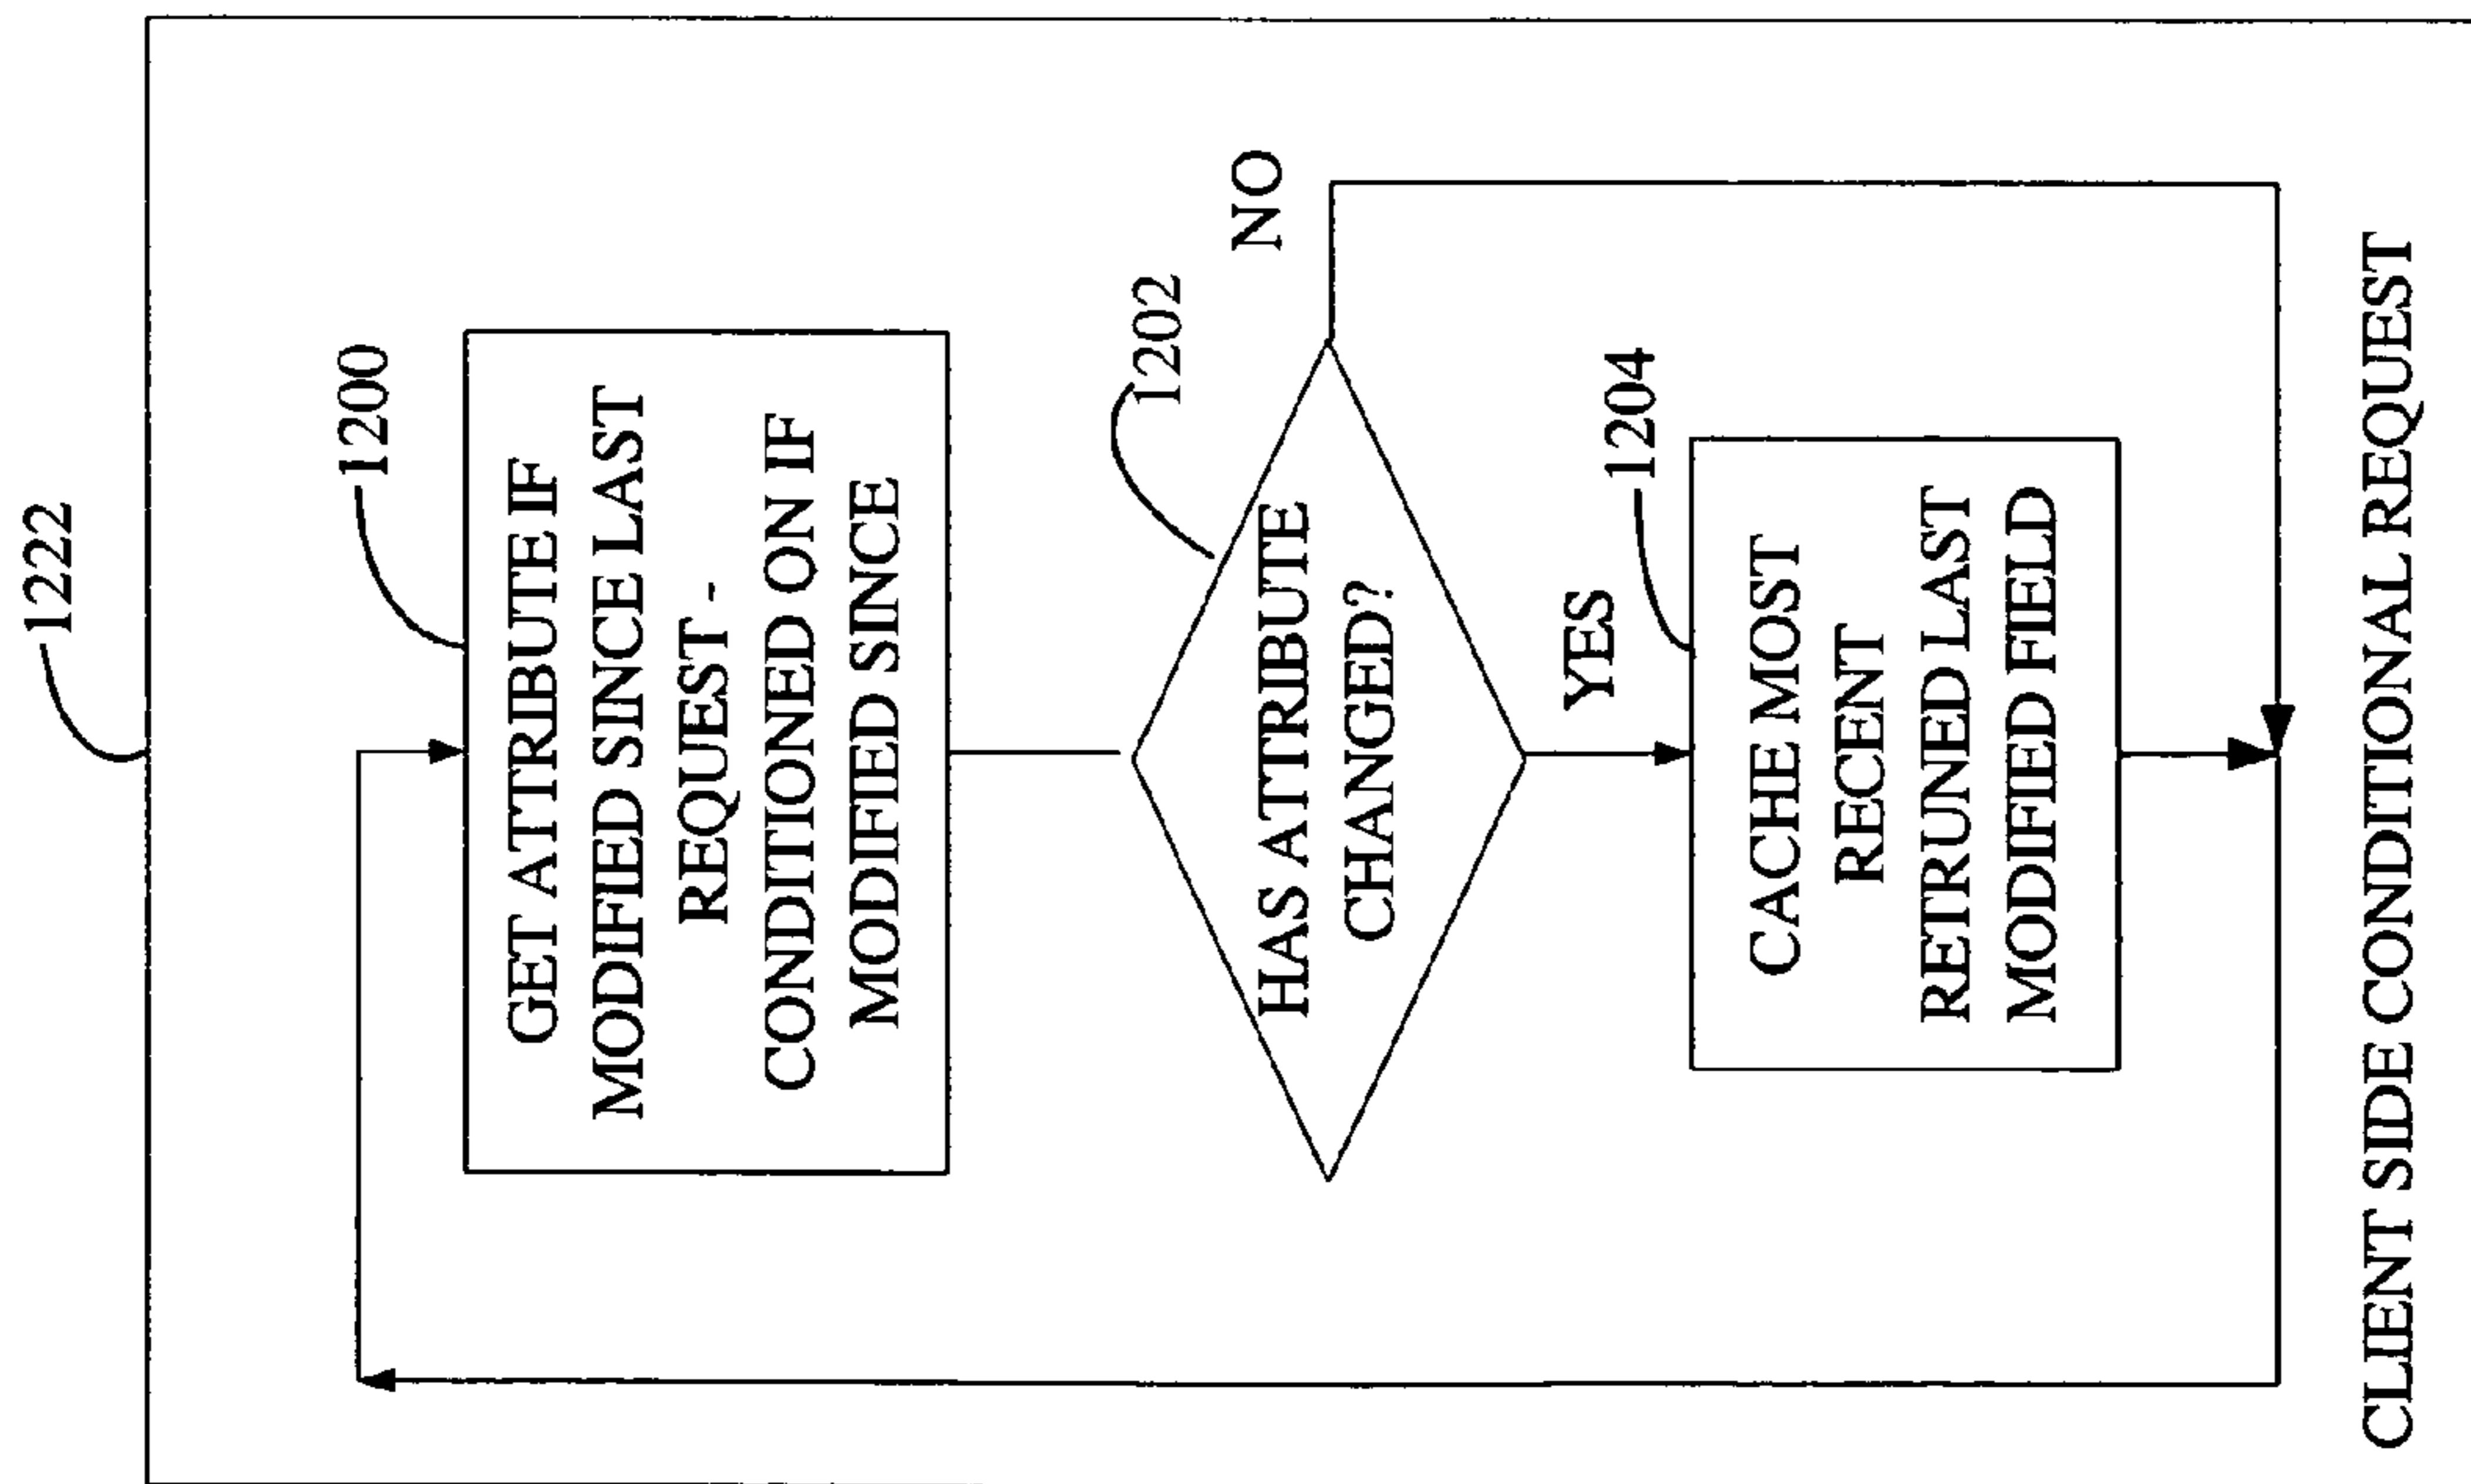 1222
1200
GET ATTRIBUTE IF
MODIFIED SINCE LAST
REQUEST -
CONDITIONED ON IF
MODIFIED SINCE
1202
NO
HAS ATTRIBUTE
CHANGED?
YES
1204
CACHE MOST
RECENT
RETRUNED LAST
MODIFIED FIELD
CLIENT SIDE CONDITIONAL REQUEST